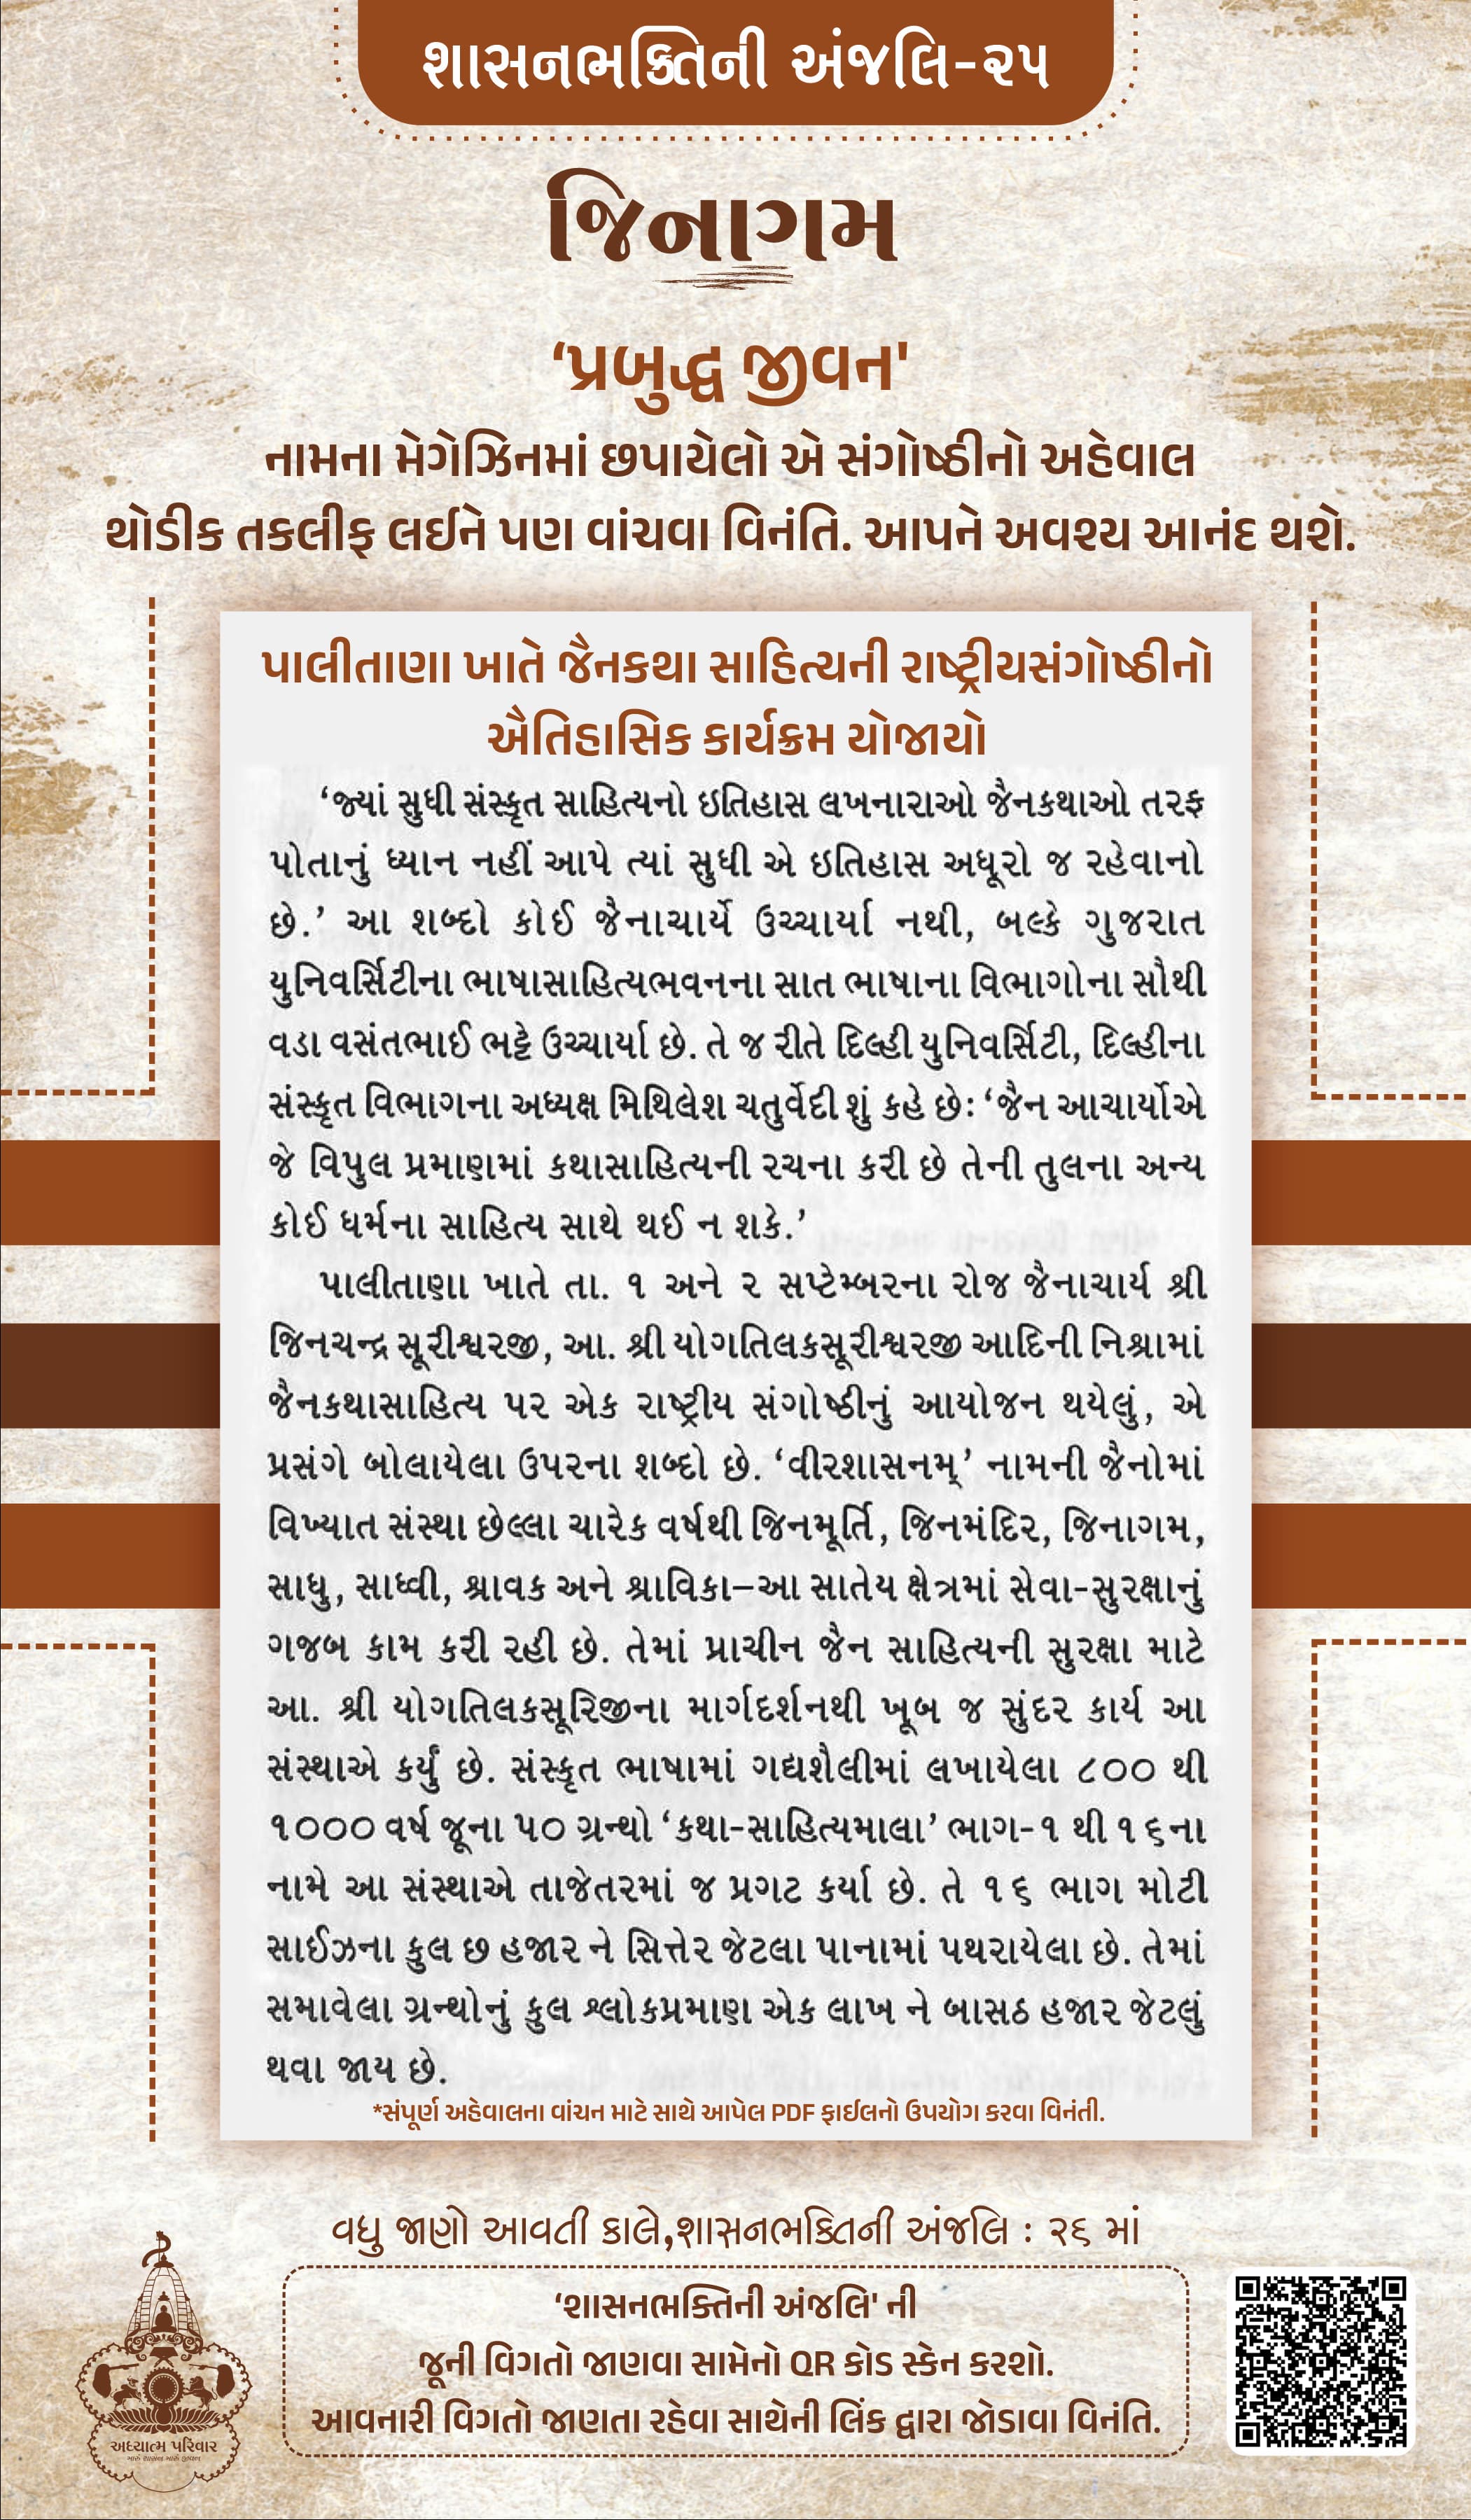 શાસનભક્તિની અંજલિ-૨૫
જિનાગમ
‘પ્રબુદ્ધ જીવન'
નામના મેગેઝિનમાં છપાયેલો એ સંગોષ્ઠીનો અહેવાલ
થોડીક તકલીફ લઈને પણ વાંચવા વિનંતિ. આપને અવશ્ય આનંદ થશે.
પાલીતાણા ખાતે જૈનકથા સાહિત્યની રાષ્ટ્રીયસંગોષ્ઠીનો
ઐતિહાસિક કાર્યક્રમ યોજાયો
‘જ્યાં સુધી સંસ્કૃત સાહિત્યનો ઇતિહાસ લખનારાઓ જૈનકથાઓ તરફ
પોતાનું ધ્યાન નહીં આપે ત્યાં સુધી એ ઇતિહાસ અધૂરો જ રહેવાનો
છે.’ આ શબ્દો કોઈ જૈનાચાર્યે ઉચ્ચાર્યા નથી, બલ્કે ગુજરાત
યુનિવર્સિટીના ભાષાસાહિત્યભવનના સાત ભાષાના વિભાગોના સૌથી
વડા વસંતભાઈ ભટ્ટે ઉચ્ચાર્યા છે. તે જ રીતે દિલ્હી યુનિવર્સિટી, દિલ્હીના
સંસ્કૃત વિભાગના અધ્યક્ષ મિથિલેશ ચતુર્વેદી શું કહે છેઃ ‘જૈન આચાર્યોએ
જે વિપુલ પ્રમાણમાં કથાસાહિત્યની રચના કરી છે તેની તુલના અન્ય
કોઈ ધર્મના સાહિત્ય સાથે થઈ ન શકે.’
પાલીતાણા ખાતે તા. ૧ અને ૨ સપ્ટેમ્બરના રોજ જૈનાચાર્ય શ્રી
જિનચન્દ્ર સૂરીશ્વરજી, આ. શ્રી યોગતિલકસૂરીશ્વરજી આદિની નિશ્રામાં
જૈનકથાસાહિત્ય પર એક રાષ્ટ્રીય સંગોષ્ઠીનું આયોજન થયેલું, એ
પ્રસંગે બોલાયેલા ઉપરના શબ્દો છે. ‘વીરશાસનમ્’ નામની જૈનોમાં
વિખ્યાત સંસ્થા છેલ્લા ચારેક વર્ષથી જિનમૂર્તિ, જિનમંદિર, જિનાગમ,
સાધુ, સાધ્વી, શ્રાવક અને શ્રાવિકા–આ સાતેય ક્ષેત્રમાં સેવા-સુરક્ષાનું
ગજબ કામ કરી રહી છે. તેમાં પ્રાચીન જૈન સાહિત્યની સુરક્ષા માટે
આ. શ્રી યોગતિલકસૂરિજીના માર્ગદર્શનથી ખૂબ જ સુંદર કાર્ય આ
સંસ્થાએ કર્યું છે. સંસ્કૃત ભાષામાં ગદ્યશૈલીમાં લખાયેલા ૮૦૦ થી
૧૦૦૦ વર્ષ જૂના ૫૦ ગ્રન્થો ‘કથા-સાહિત્યમાલા’ ભાગ-૧ થી ૧૬ના
નામે આ સંસ્થાએ તાજેતરમાં જ પ્રગટ કર્યા છે. તે ૧૬ ભાગ મોટી
સાઈઝના કુલ છ હજાર ને સિત્તેર જેટલા પાનામાં પથરાયેલા છે. તેમાં
સમાવેલા ગ્રન્થોનું કુલ શ્લોકપ્રમાણ એક લાખ ને બાસઠ હજાર જેટલું
થવા જાય છે.
*સંપૂર્ણ અહેવાલના વાંચન માટે સાથે આપેલ PDF ફાઈલનો ઉપયોગ કરવા વિનંતી.
વધુ જાણો આવતી કાલે,શાસનભક્તિની અંજલિ : ૨૬ માં
‘શાસનભક્તિની અંજલિ' ની
જૂની વિગતો જાણવા સામેનો QR કોડ સ્કેન કરશો.
આવનારી વિગતો જાણતા રહેવા સાથેની લિંક દ્વારા જોડાવા વિનંતિ.
અધ્યાત્મ પરિવાર